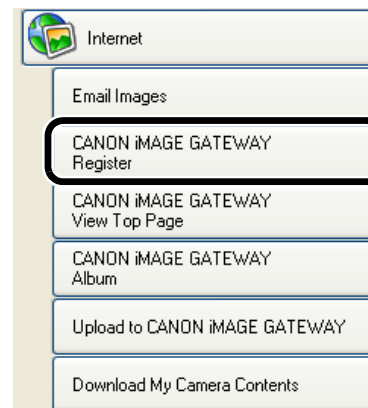 Internet
Email Images
CANON iMAGE GATEWAY
Register
CANON iMAGE GATEWAY
View Top Page
CANON iMAGE GATEWAY
Album
Upload to CANON iMAGE GATEWAY
Download My Camera Contents